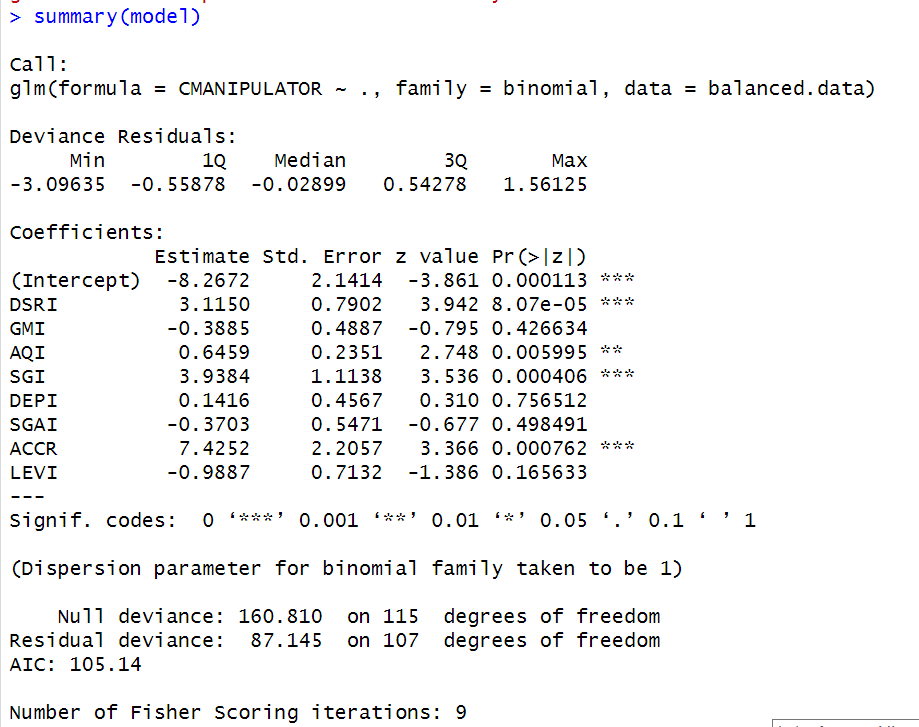 > summary(model)
Call:
glm(formula = CMANIPULATOR ~ ., family = binomial, data = balanced.data)
Deviance Residuals:
     Min        1Q    Median        3Q       Max
-3.09635  -0.55878  -0.02899   0.54278   1.56125
Coefficients:
            Estimate Std. Error z value Pr(>|z|)
(Intercept)  -8.2672     2.1414  -3.861 0.000113 ***
DSRI          3.1150     0.7902   3.942 8.07e-05 ***
GMI          -0.3885     0.4887  -0.795 0.426634
AQI           0.6459     0.2351   2.748 0.005995 **
SGI           3.9384     1.1138   3.536 0.000406 ***
DEPI          0.1416     0.4567   0.310 0.756512
SGAI         -0.3703     0.5471  -0.677 0.498491
ACCR          7.4252     2.2057   3.366 0.000762 ***
LEVI         -0.9887     0.7132  -1.386 0.165633
---
Signif. codes:  0 ‘***’ 0.001 ‘**’ 0.01 ‘*’ 0.05 ‘.’ 0.1 ‘ ’ 1
(Dispersion parameter for binomial family taken to be 1)
    Null deviance: 160.810  on 115  degrees of freedom
Residual deviance:  87.145  on 107  degrees of freedom
AIC: 105.14
Number of Fisher Scoring iterations: 9